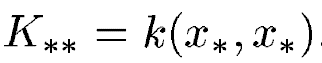 K_{**} = k(x_*, x_*).